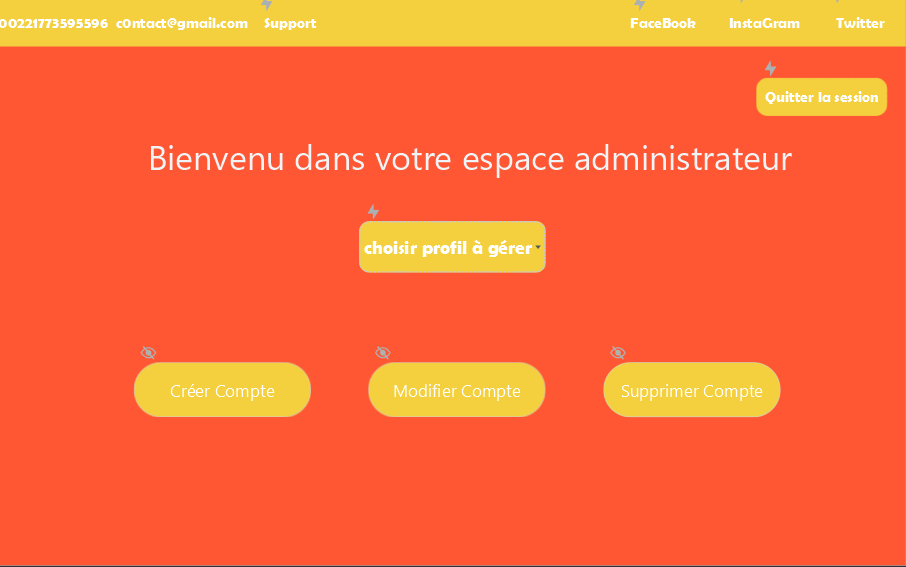 00221773595596 c0ntact@gmail.com Support FaceBook InstaGram Twitter
Quitter la session
Bienvenu dans votre espace administrateur
choisir profil à gérer
Créer Compte Modifier Compte Supprimer Compte